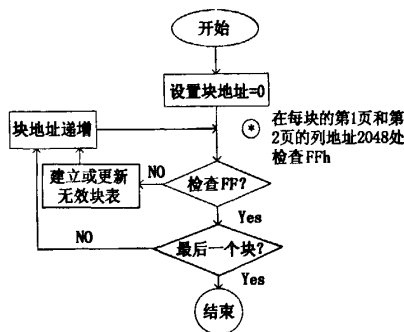 开始
设置块地址=0
块地址递增
* 在每块的第1页和第
2页的列地址2048处
检查FFh
建立或更新
无效块表
NO
检查FF?
Yes
NO
最后一个块?
Yes
结束